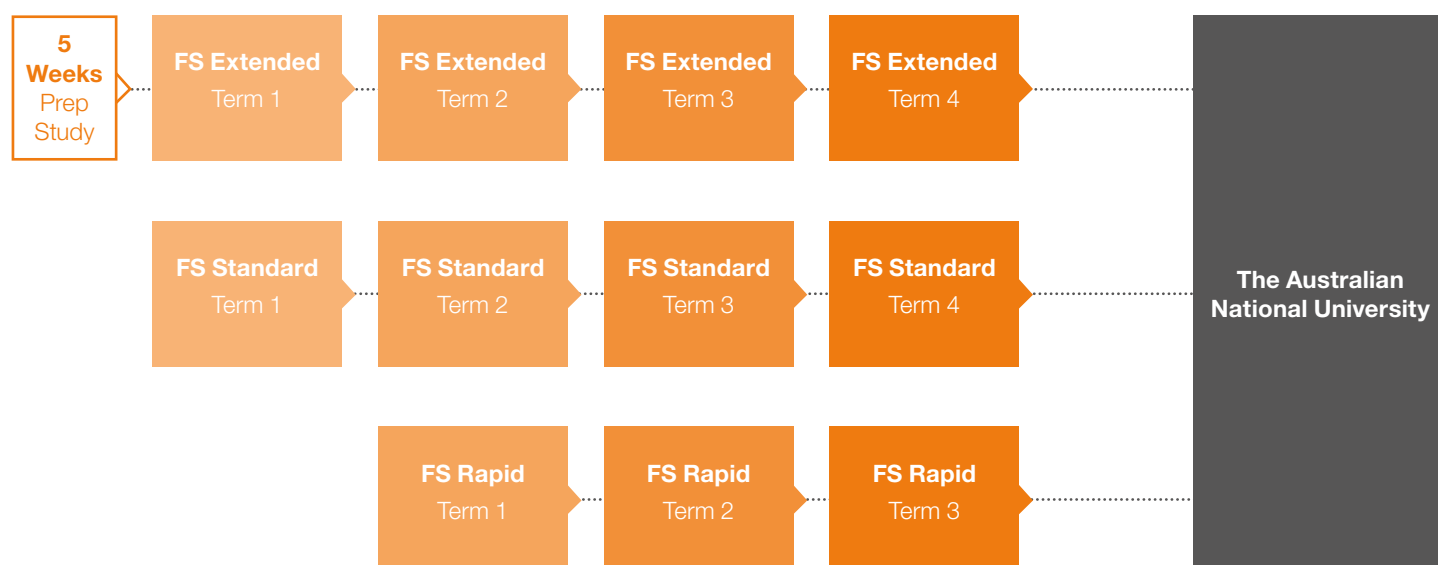 5
Weeks
Prep
Study
FS Extended
Term 1
FS Extended
Term 2
FS Extended
Term 3
FS Extended
Term 4
FS Standard
Term 1
FS Standard
Term 2
FS Standard
Term 3
FS Standard
Term 4
The Australian
National University
FS Rapid
Term 1
FS Rapid
Term 2
FS Rapid
Term 3